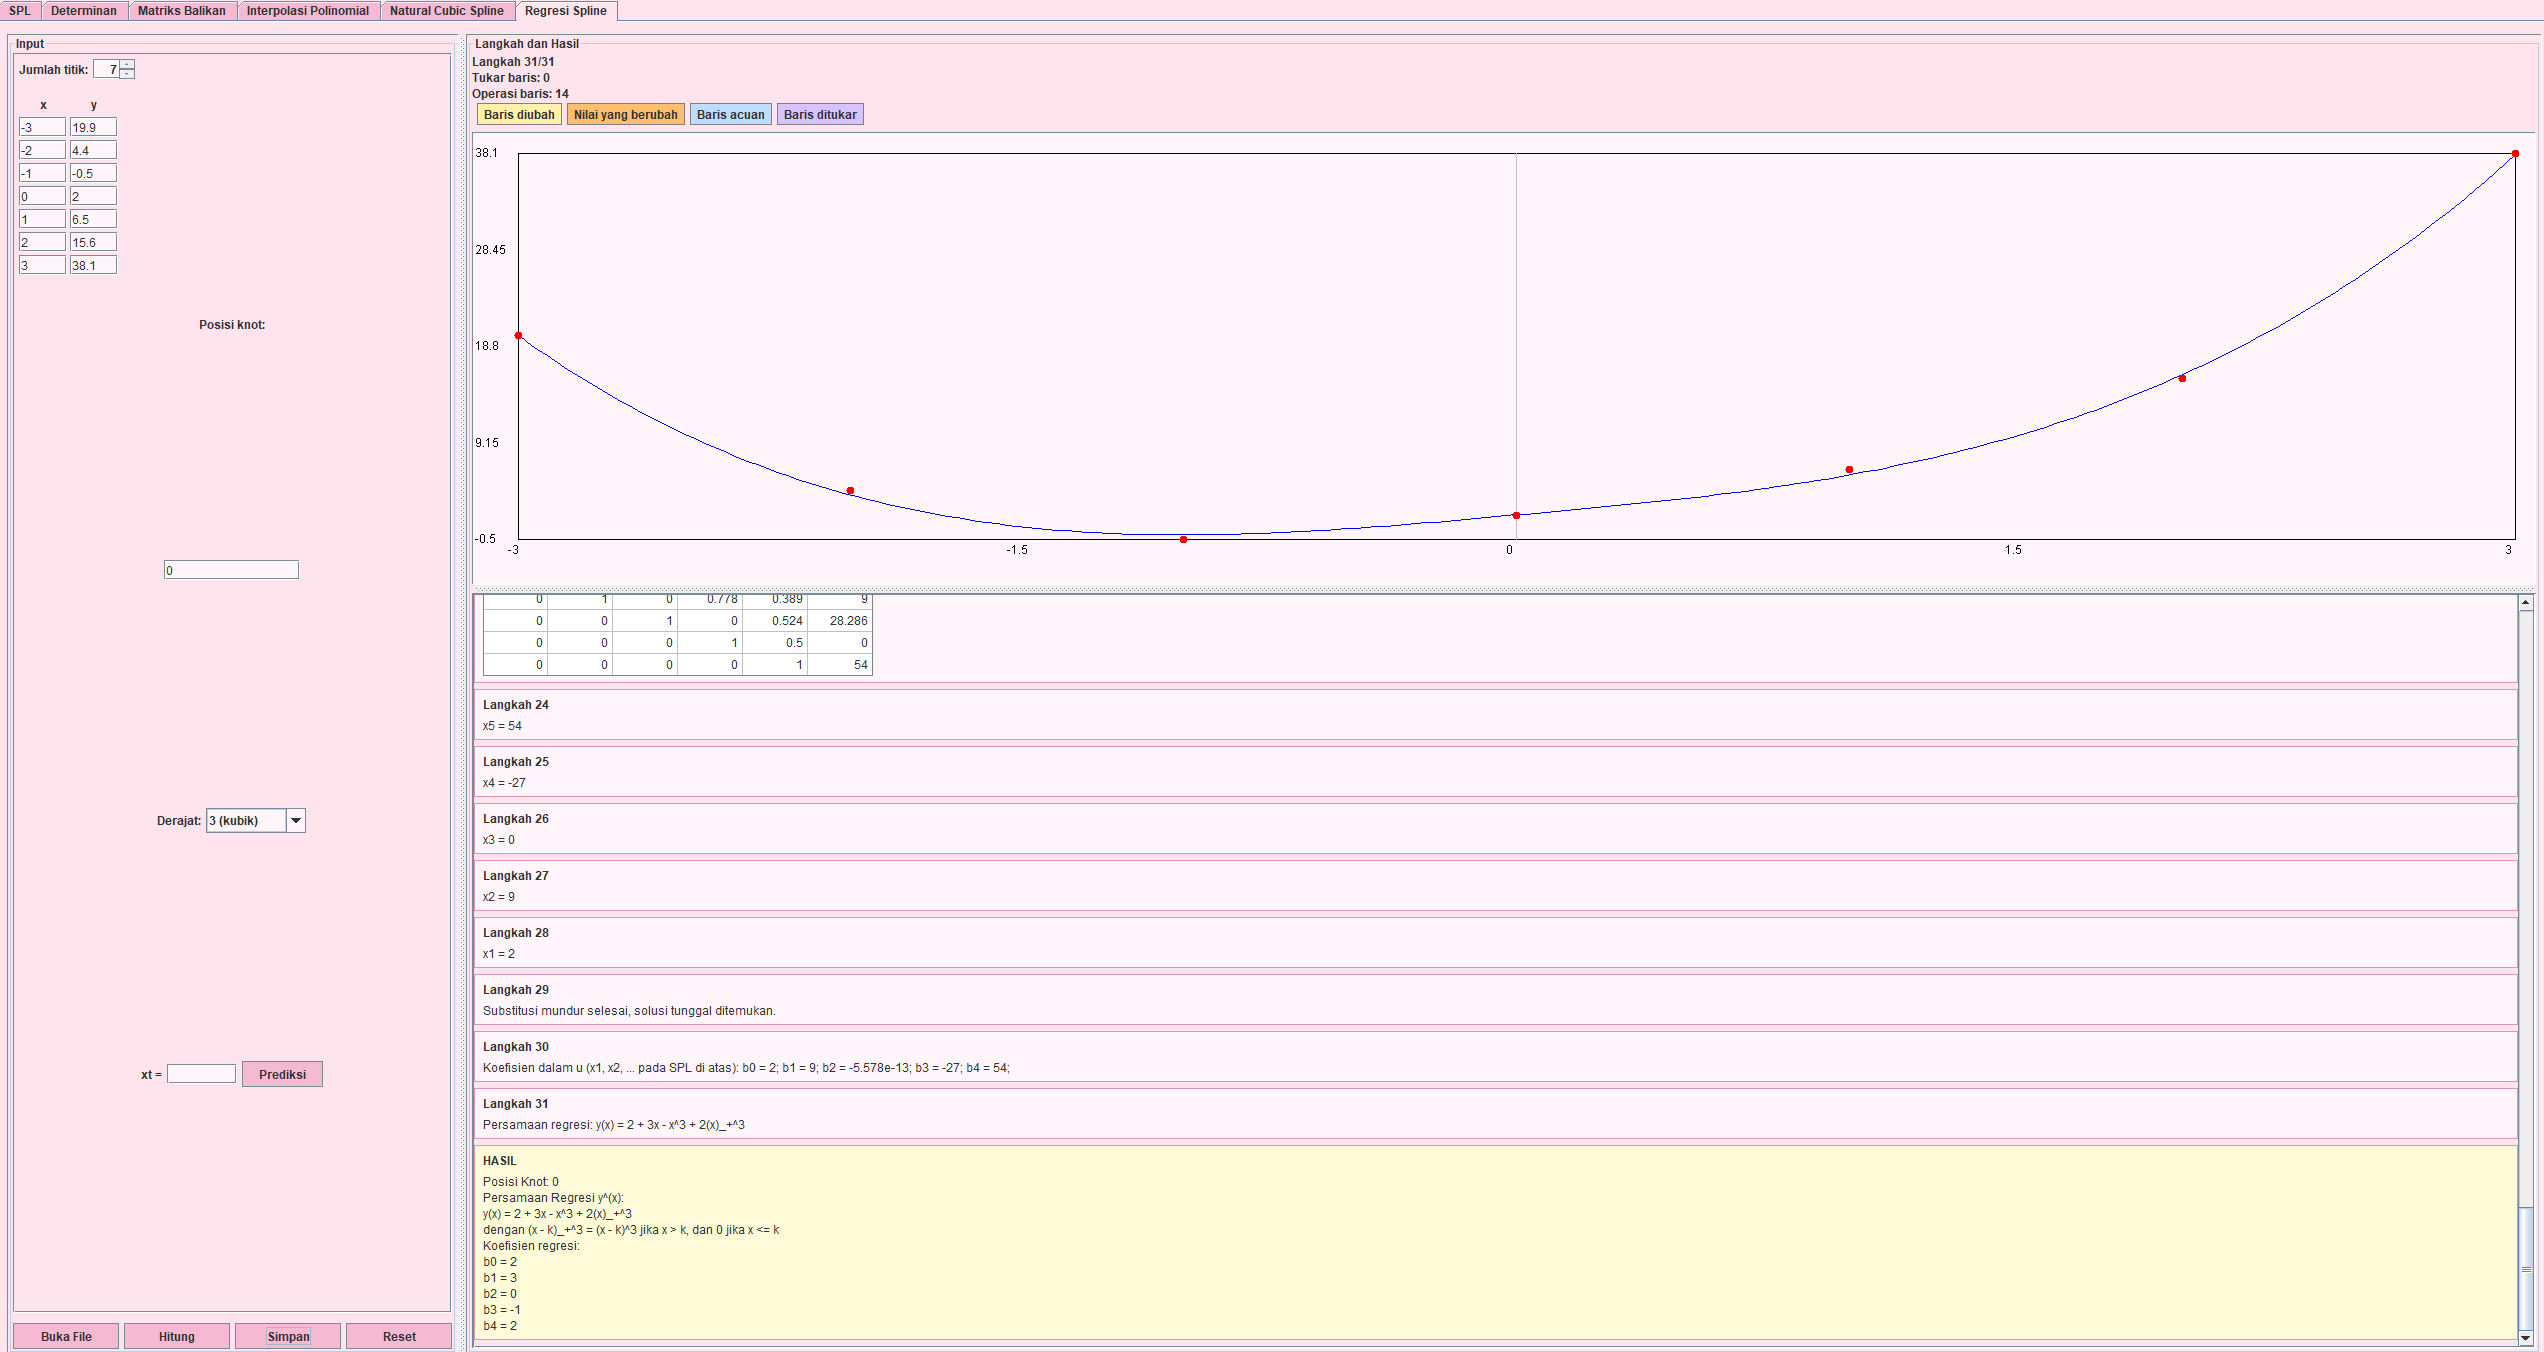 SPL Determinan Matriks Balikan Interpolasi Polinomial Natural Cubic Spline Regresi Spline
Input
Jumlah titik: 7
x y
-3 19.9
-2 4.4
-1 -0.5
0 2
1 6.5
2 15.6
3 38.1
Posisi knot:
0
Derajat: 3 (kubik)
xt = Prediksi
Buka File Hitung Simpan Reset
Langkah dan Hasil
Langkah 31/31
Tukar baris: 0
Operasi baris: 14
Baris diubah Nilai yang berubah Baris acuan Baris ditukar
38.1
28.45
18.8
9.15
-0.5
-3 -1.5 0 1.5 3
0 1 0 0.778 0.389 9
0 0 1 0 0.524 28.286
0 0 0 1 0.5 0
0 0 0 0 1 54
Langkah 24
x5 = 54
Langkah 25
x4 = -27
Langkah 26
x3 = 0
Langkah 27
x2 = 9
Langkah 28
x1 = 2
Langkah 29
Substitusi mundur selesai, solusi tunggal ditemukan.
Langkah 30
Koefisien dalam u (x1, x2, ... pada SPL di atas): b0 = 2; b1 = 9; b2 = -5.578e-13; b3 = -27; b4 = 54;
Langkah 31
Persamaan regresi: y(x) = 2 + 3x - x^3 + 2(x)_+^3
HASIL
Posisi Knot: 0
Persamaan Regresi y^(x):
y(x) = 2 + 3x - x^3 + 2(x)_+^3
dengan (x - k)_+^3 = (x - k)^3 jika x > k, dan 0 jika x <= k
Koefisien regresi:
b0 = 2
b1 = 3
b2 = 0
b3 = -1
b4 = 2